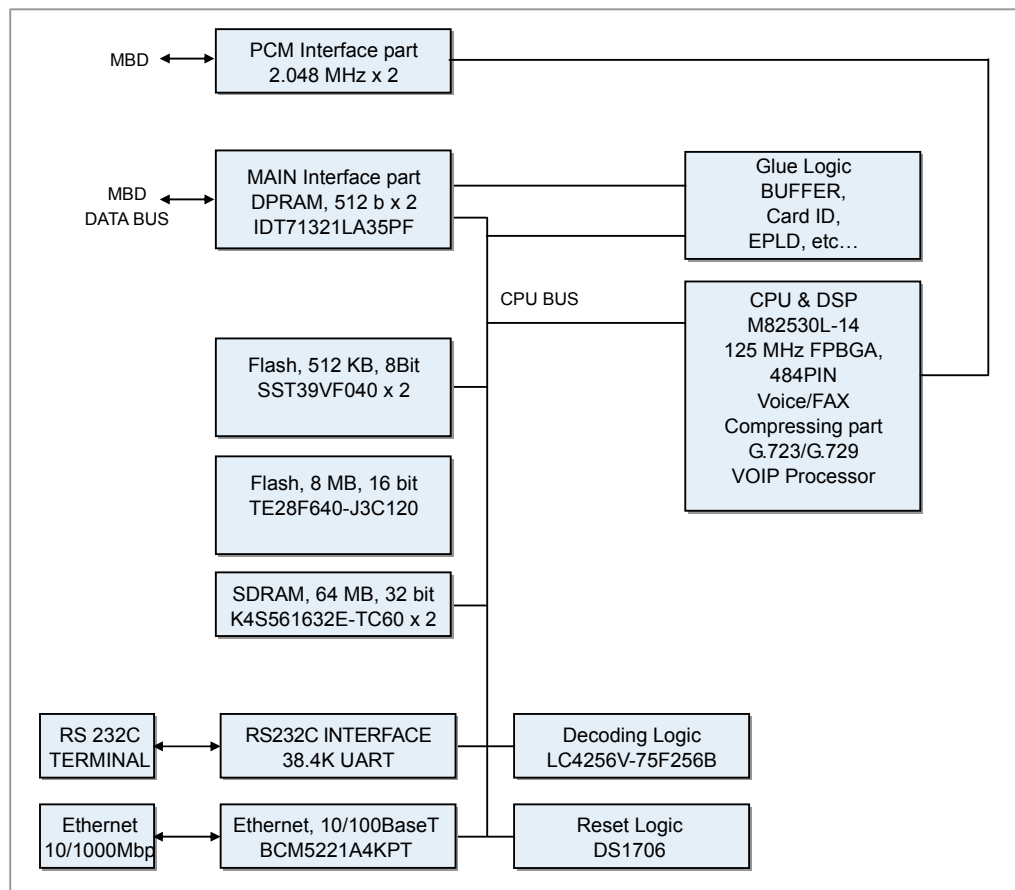 MBD
PCM Interface part
2.048 MHz x 2
MBD
DATA BUS
MAIN Interface part
DPRAM, 512 b x 2
IDT71321LA35PF
Glue Logic
BUFFER,
Card ID,
EPLD, etc…
CPU BUS
CPU & DSP
M82530L-14
125 MHz FPBGA,
484PIN
Voice/FAX
Compressing part
G.723/G.729
VOIP Processor
Flash, 512 KB, 8Bit
SST39VF040 x 2
Flash, 8 MB, 16 bit
TE28F640-J3C120
SDRAM, 64 MB, 32 bit
K4S561632E-TC60 x 2
RS 232C
TERMINAL
RS232C INTERFACE
38.4K UART
Decoding Logic
LC4256V-75F256B
Ethernet
10/1000Mbp
Ethernet, 10/100BaseT
BCM5221A4KPT
Reset Logic
DS1706